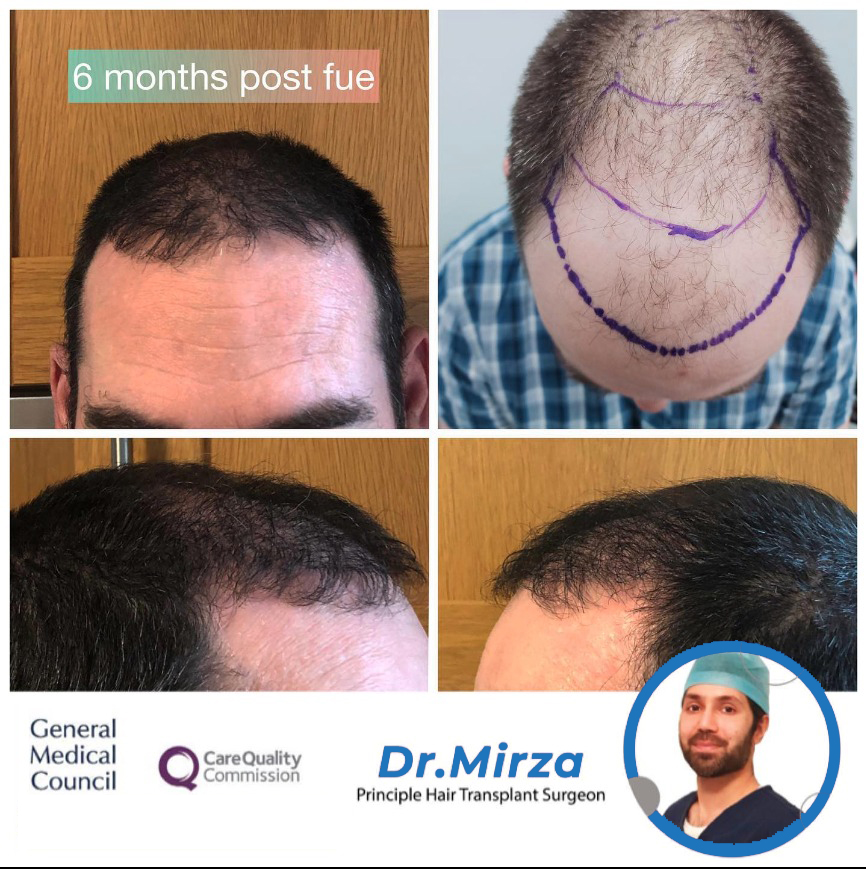 6 months post fue
General
Medical
Council
CareQuality
Commission
Dr.Mirza
Principle Hair Transplant Surgeon